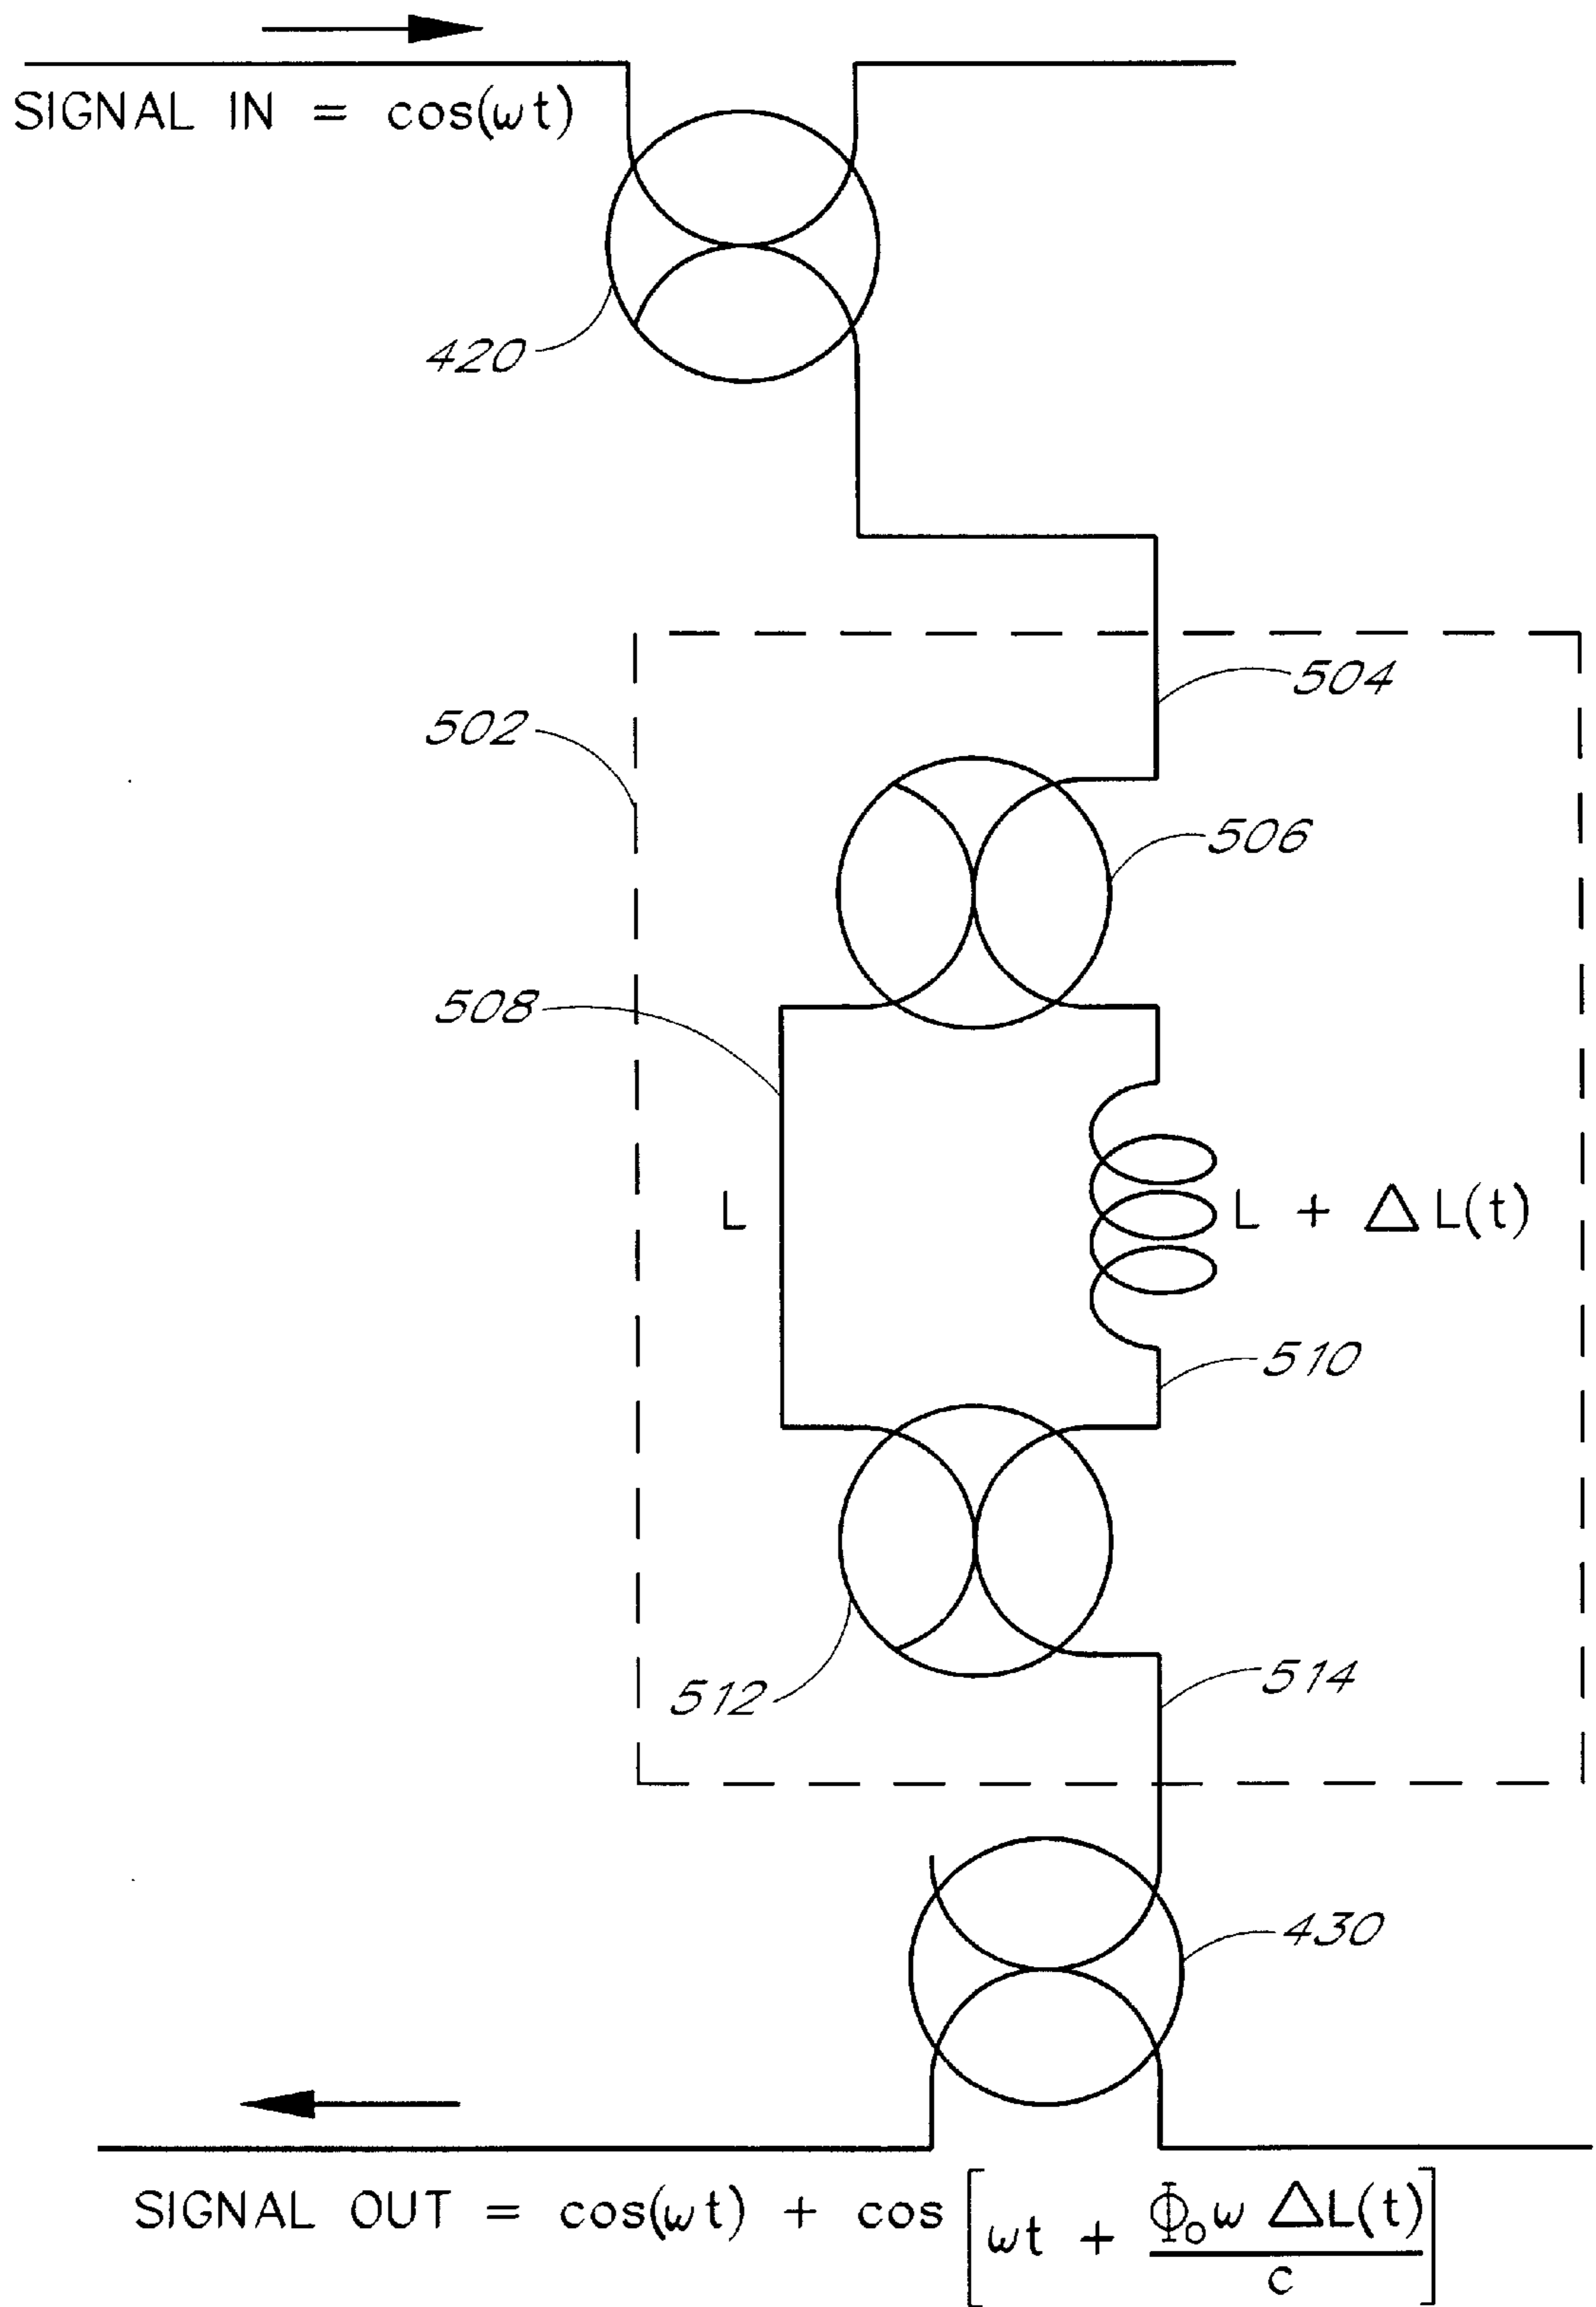 SIGNAL IN = cos(ωt)
420
504
502
506
508
L
L + ΔL(t)
510
512
514
430
SIGNAL OUT = cos(ωt) + cos [ωt + Φ₀ω ΔL(t) / c]